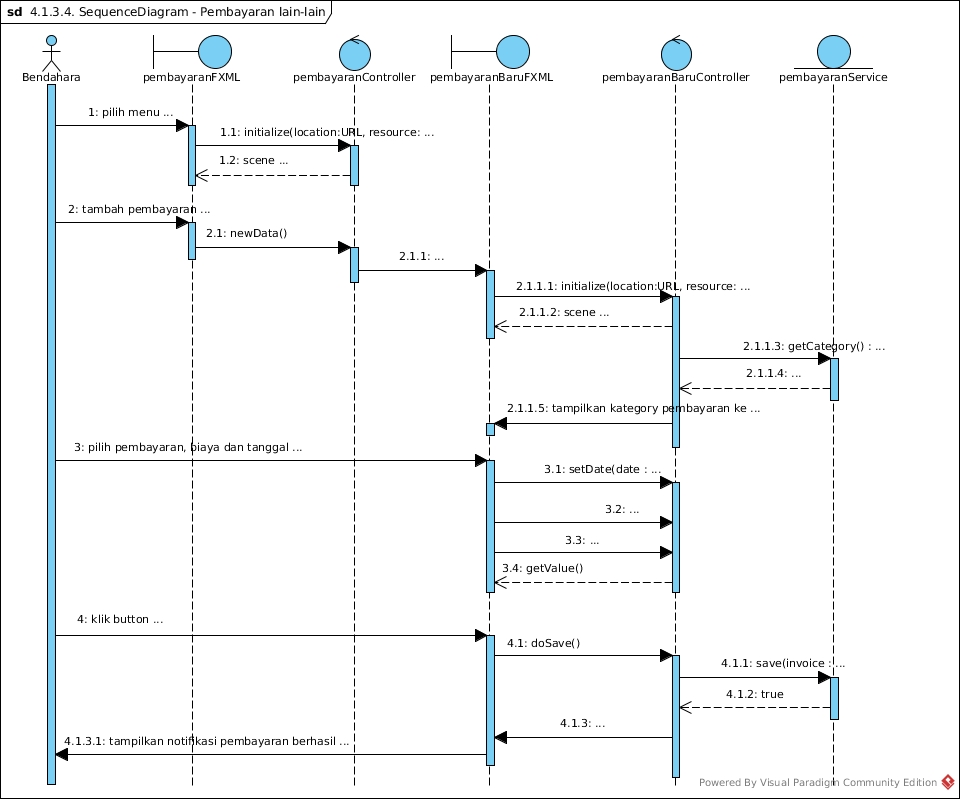 sd 4.1.3.4. SequenceDiagram - Pembayaran lain-lain
Bendahara
pembayaranFXML
pembayaranController
pembayaranBaruFXML
pembayaranBaruController
pembayaranService
1: pilih menu ...
1.1: initialize(location:URL, resource: ...
1.2: scene ...
2: tambah pembayaran ...
2.1: newData()
2.1.1: ...
2.1.1.1: initialize(location:URL, resource: ...
2.1.1.2: scene ...
2.1.1.3: getCategory() : ...
2.1.1.4: ...
2.1.1.5: tampilkan kategory pembayaran ke ...
3: pilih pembayaran, biaya dan tanggal ...
3.1: setDate(date : ...
3.2: ...
3.3: ...
3.4: getValue()
4: klik button ...
4.1: doSave()
4.1.1: save(invoice : ...
4.1.2: true
4.1.3: ...
4.1.3.1: tampilkan notifikasi pembayaran berhasil ...
Powered By Visual Paradigm Community Edition